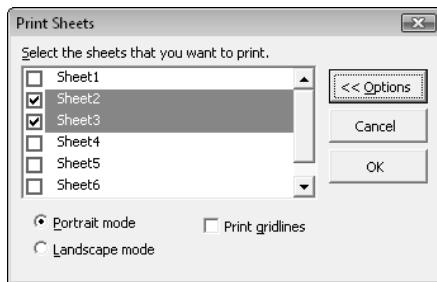 Print Sheets
Select the sheets that you want to print.
Sheet1
Sheet2
Sheet3
Sheet4
Sheet5
Sheet6
<< Options
Cancel
OK
Portrait mode
Print gridlines
Landscape mode